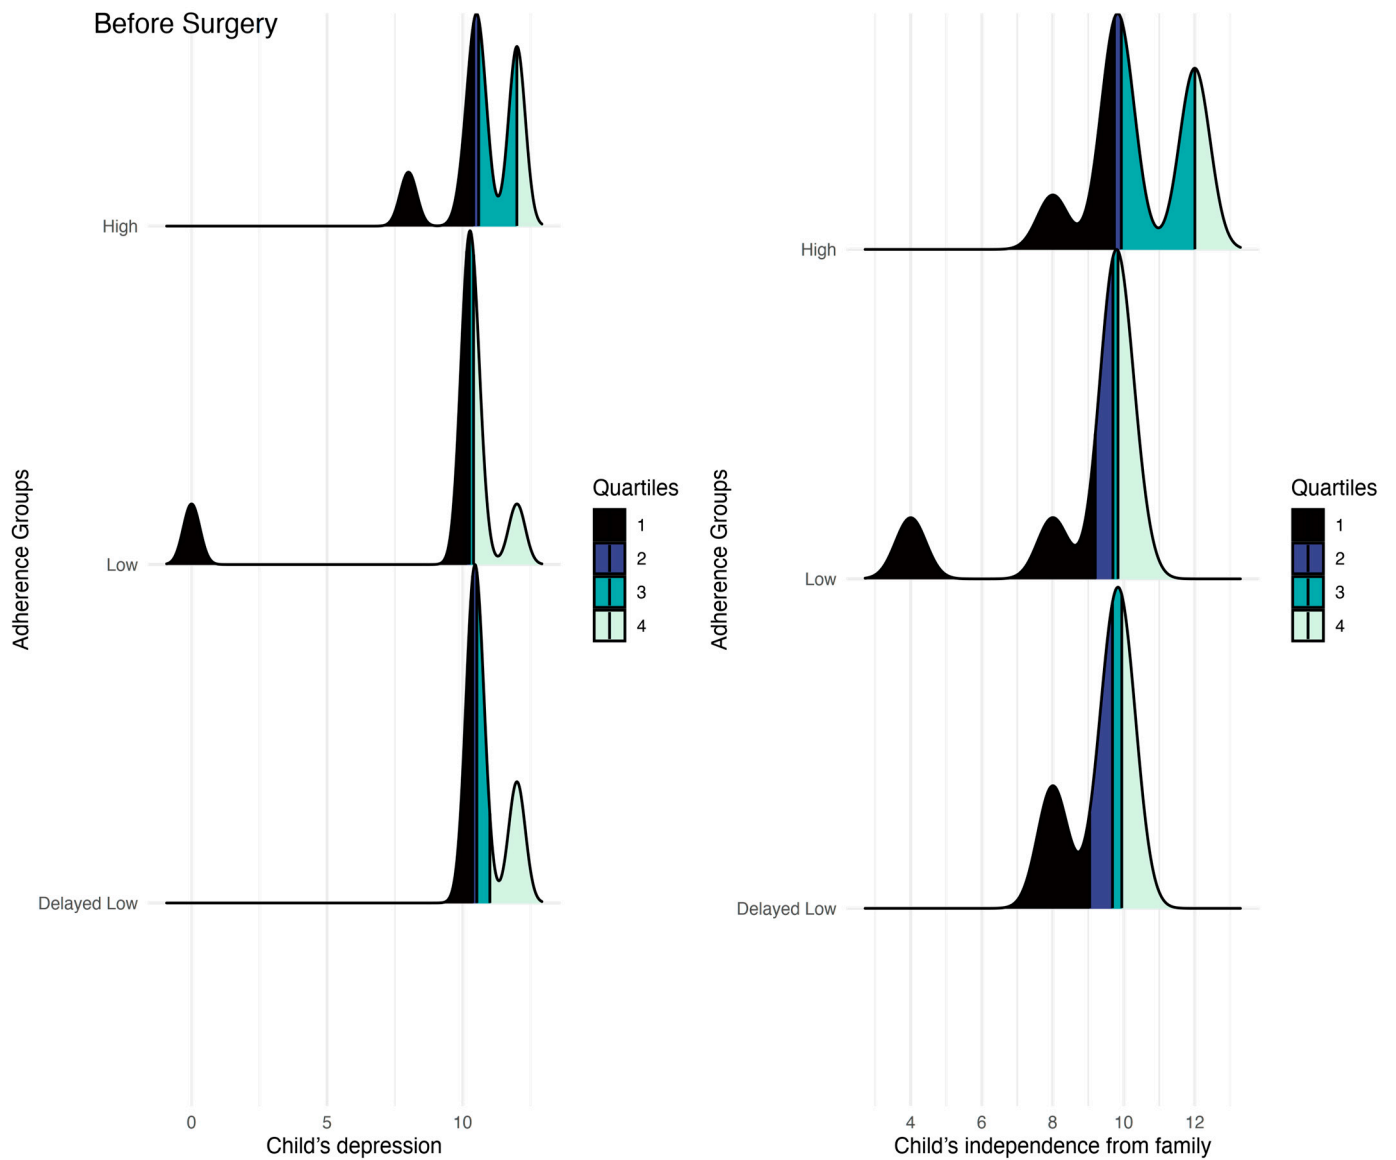 Before Surgery
Adherence Groups
High
Low
Delayed Low
0 5 10
Child’s depression
Quartiles
1
2
3
4
Adherence Groups
High
Low
Delayed Low
4 6 8 10 12
Child’s independence from family
Quartiles
1
2
3
4